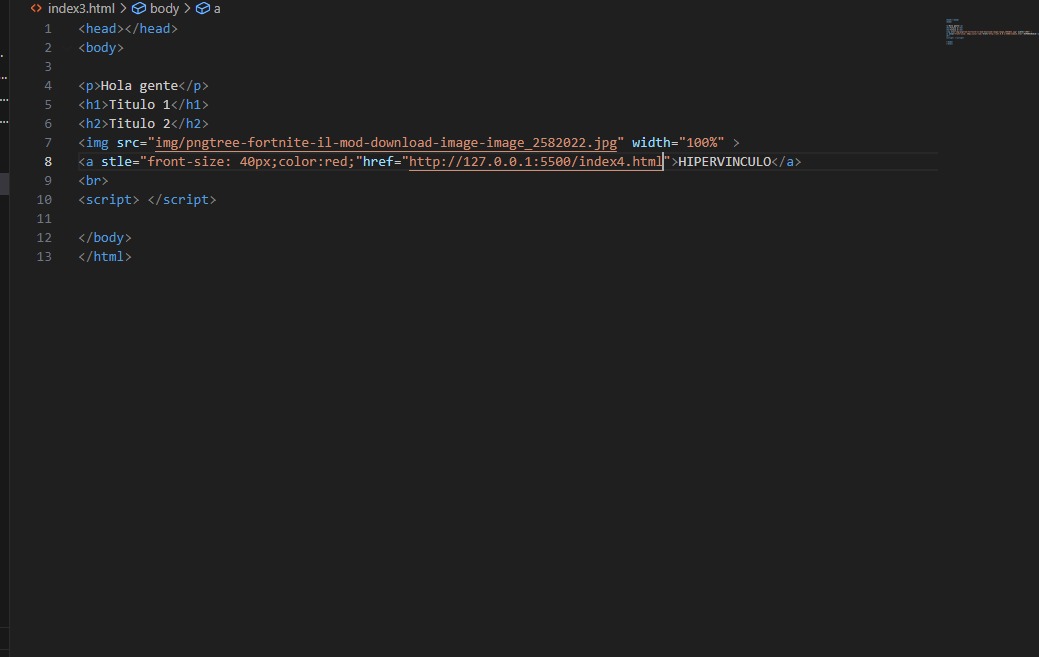 index3.html > body > a
1 <head></head>
2 <body>
3
4 <p>Hola gente</p>
5 <h1>Titulo 1</h1>
6 <h2>Titulo 2</h2>
7 <img src="img/pngtree-fortnite-il-mod-download-image-image_2582022.jpg" width="100%" >
8 <a stle="front-size: 40px;color:red;"href="http://127.0.0.1:5500/index4.html">HIPERVINCULO</a>
9 <br>
10 <script> </script>
11
12 </body>
13 </html>